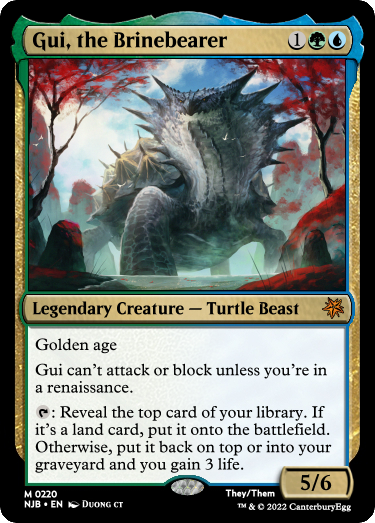 Gui, the Brinebearer 1
Legendary Creature — Turtle Beast
Golden age
Gui can't attack or block unless you're in
a renaissance.
: Reveal the top card of your library. If
it's a land card, put it onto the battlefield.
Otherwise, put it back on top or into your
graveyard and you gain 3 life.
5/6
M 0220
NJB • EN DUONG CT
They/Them
™ & © 2022 CanterburyEgg